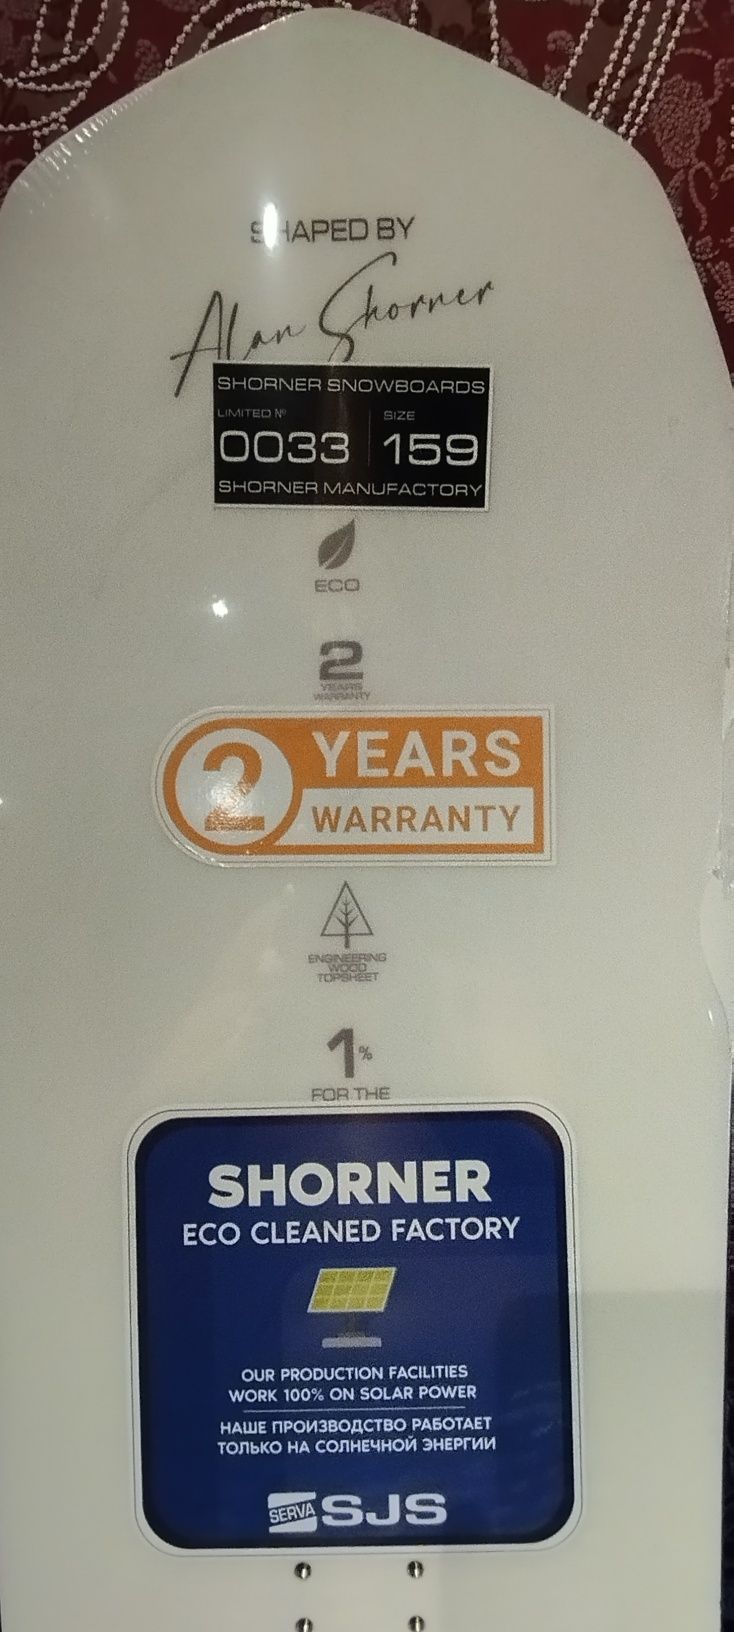 SHAPED BY
Alan Shorner
SHORNER SNOWBOARDS
LIMITED № SIZE
0033 159
SHORNER MANUFACTORY
ECO
2
YEARS
WARRANTY
2 YEARS
WARRANTY
ENGINEERING
WOOD
TOPSHEET
1%
FOR THE
SHORNER
ECO CLEANED FACTORY
OUR PRODUCTION FACILITIES
WORK 100% ON SOLAR POWER
НАШЕ ПРОИЗВОДСТВО РАБОТАЕТ
ТОЛЬКО НА СОЛНЕЧНОЙ ЭНЕРГИИ
SERVA SJS